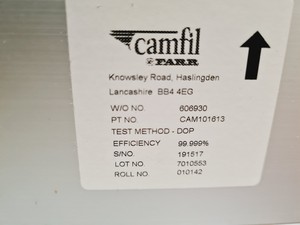 camfil
FARR
Knowsley Road, Haslingden
Lancashire BB4 4EG
W/O NO. 606930
PT NO. CAM101613
TEST METHOD - DOP
EFFICIENCY 99.999%
S/NO. 191517
LOT NO. 7010553
ROLL NO. 010142